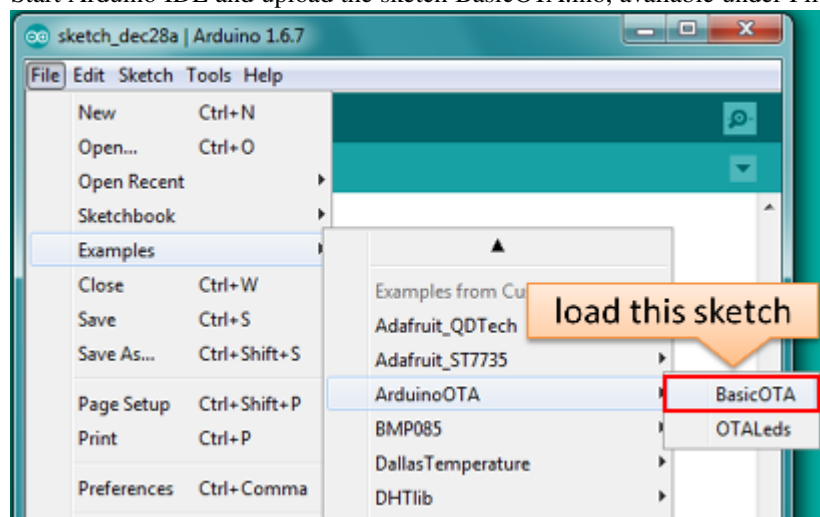 Start Arduino IDE and upload the sketch BasicOTA.ino, available under
sketch_dec28a | Arduino 1.6.7
File Edit Sketch Tools Help
New Ctrl+N
Open... Ctrl+O
Open Recent
Sketchbook
Examples
Close Ctrl+W
Save Ctrl+S
Save As... Ctrl+Shift+S
Page Setup Ctrl+Shift+P
Print Ctrl+P
Preferences Ctrl+Comma
Examples from
Adafruit_QDTech
Adafruit_ST7735
ArduinoOTA
BMP085
DallasTemperature
DHTlib
load this sketch
BasicOTA
OTALeds